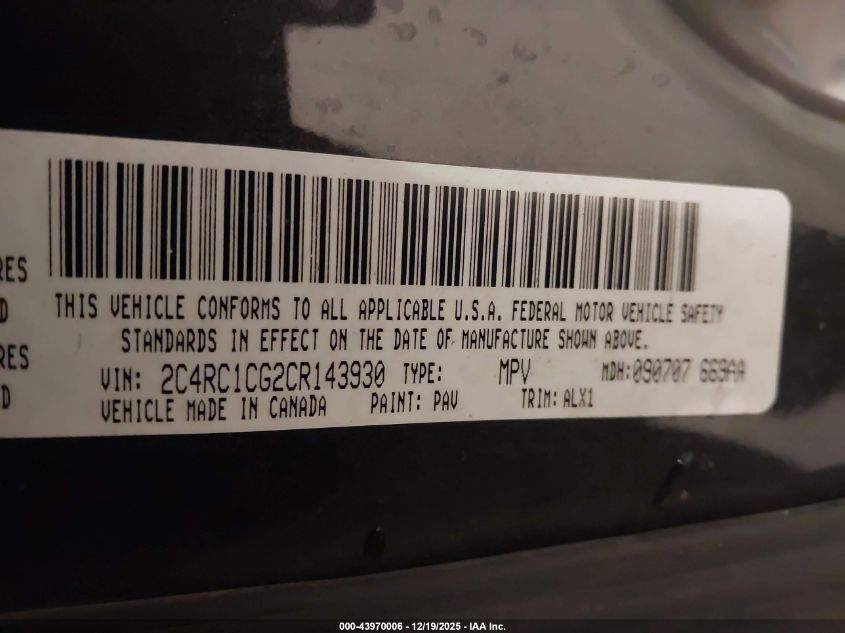 RES
D
RES
D
THIS VEHICLE CONFORMS TO ALL APPLICABLE U.S.A. FEDERAL MOTOR VEHICLE SAFETY
STANDARDS IN EFFECT ON THE DATE OF MANUFACTURE SHOWN ABOVE.
VIN: 2C4RC1CG2CR143930 TYPE: MPV MDH:090707 669AA
VEHICLE MADE IN CANADA PAINT: PAV TRIM: ALX1
000-43970006 - 12/19/2025 - IAA Inc.